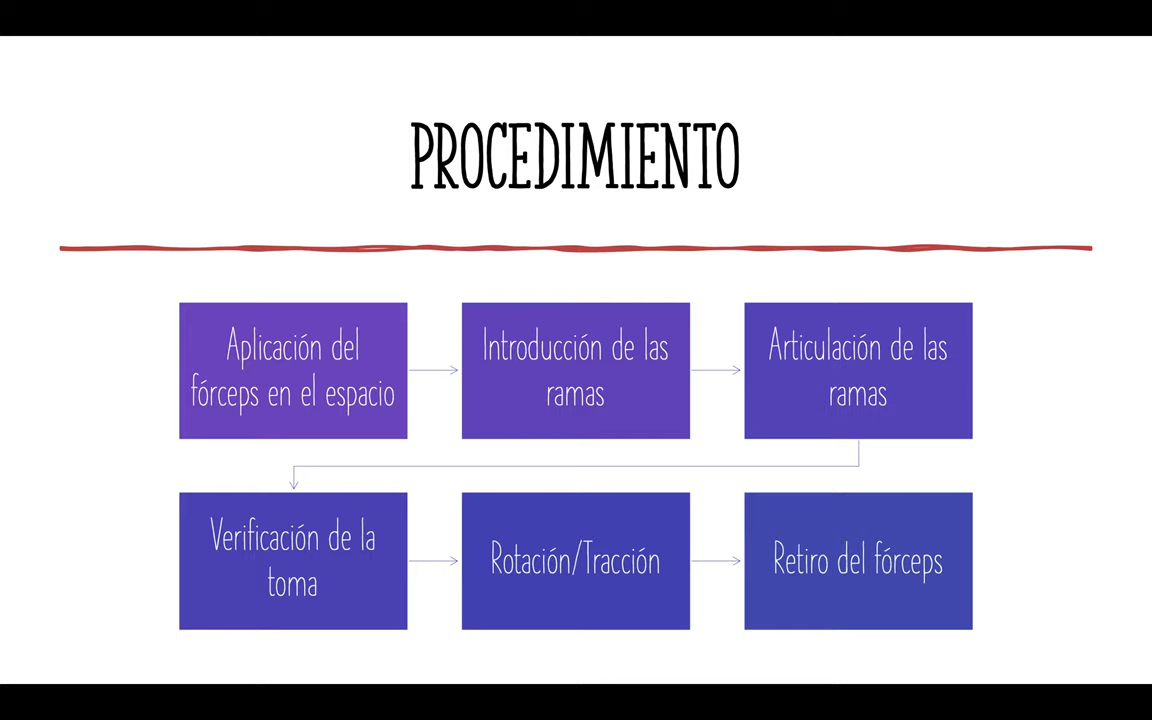 PROCEDIMIENTO
Aplicación del
fórceps en el espacio
Introducción de las
ramas
Articulación de las
ramas
Verificación de la
toma
Rotación/Tracción
Retiro del fórceps